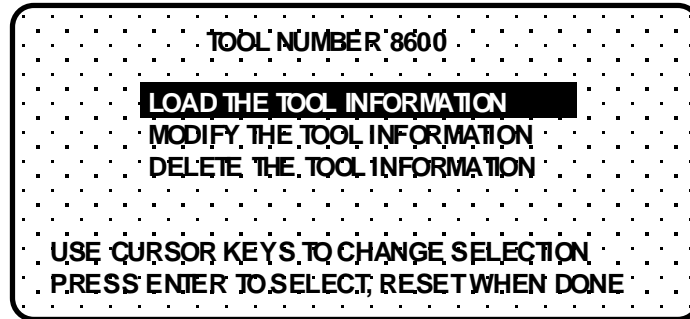 TOOL NUMBER 8600
LOAD THE TOOL INFORMATION
MODIFY THE TOOL INFORMATION
DELETE THE TOOL INFORMATION
USE CURSOR KEYS TO CHANGE SELECTION
PRESS ENTER TO SELECT, RESET WHEN DONE